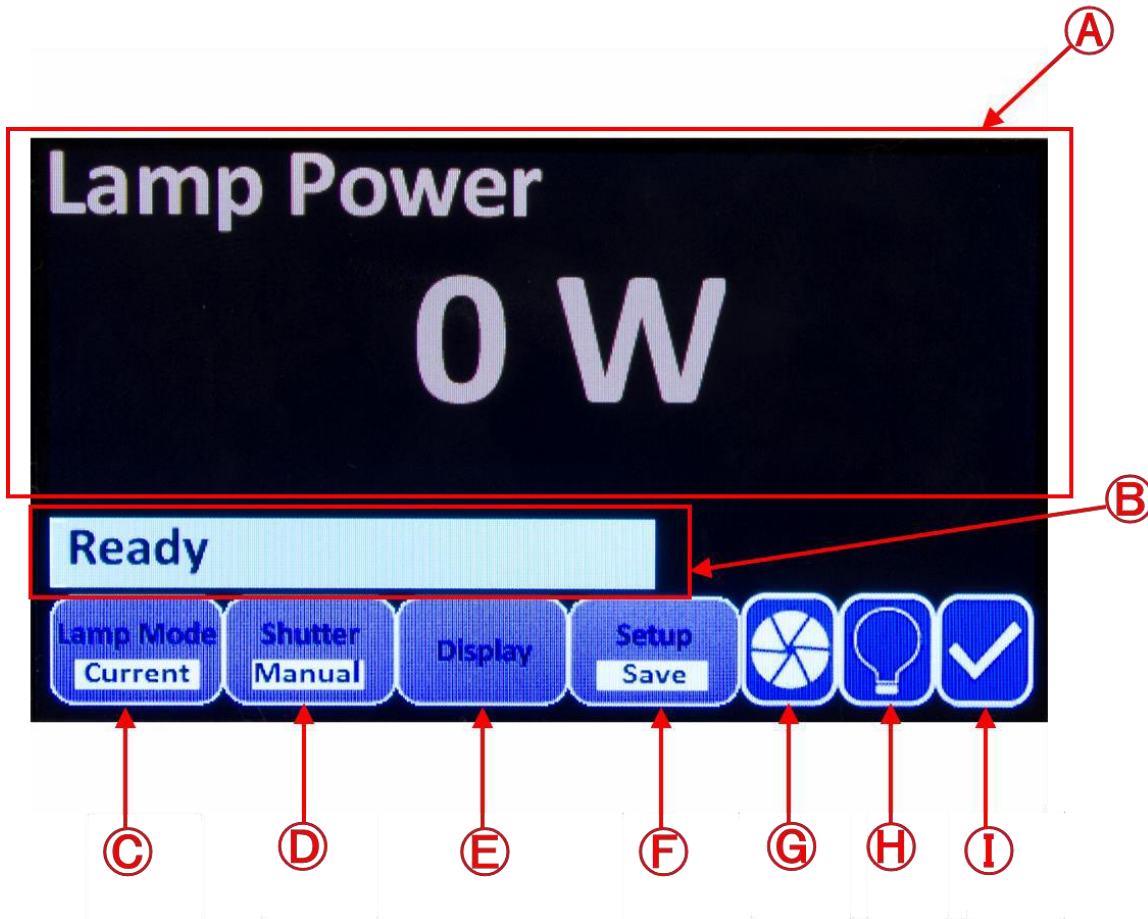 Ⓐ
Lamp Power
0 W
Ⓑ
Ready
Lamp Mode
Current
Shutter
Manual
Display
Setup
Save
Ⓒ Ⓓ Ⓔ Ⓕ Ⓖ Ⓗ Ⓘ